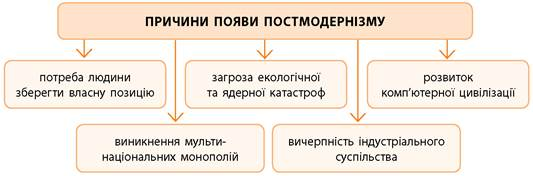 ПРИЧИНИ ПОЯВИ ПОСТМОДЕРНІЗМУ
потреба людини
зберегти власну позицію
загроза екологічної
та ядерної катастроф
розвиток
комп’ютерної цивілізації
виникнення мульти-
національних монополій
вичерпність індустріального
суспільства